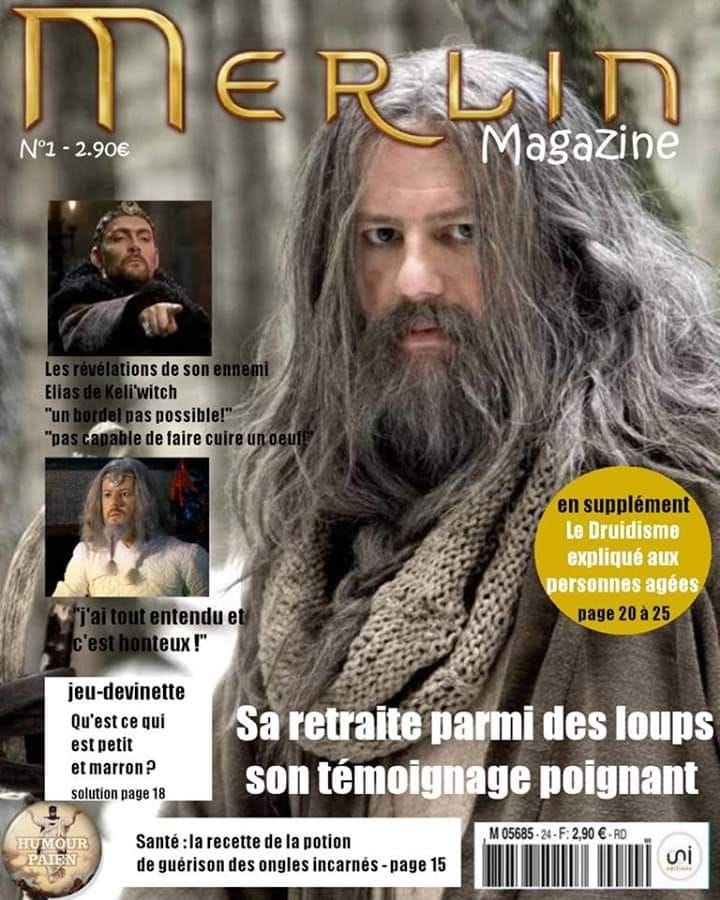 MERLIN
Magazine
N°1 - 2.90€
Les révélations de son ennemi
Elias de Keli'witch
"un bordel pas possible!"
"pas capable de faire cuire un oeuf!"
"j'ai tout entendu et
c'est honteux !"
en supplément
Le Druidisme
expliqué aux
personnes agées
page 20 à 25
jeu-devinette
Qu'est ce qui
est petit
et marron ?
solution page 18
Sa retraite parmi des loups
son témoignage poignant
HUMOUR
PAIEN
Santé : la recette de la potion
de guérison des ongles incarnés - page 15
M 05685 - 24 - F: 2,90 € - RD
uni
editions